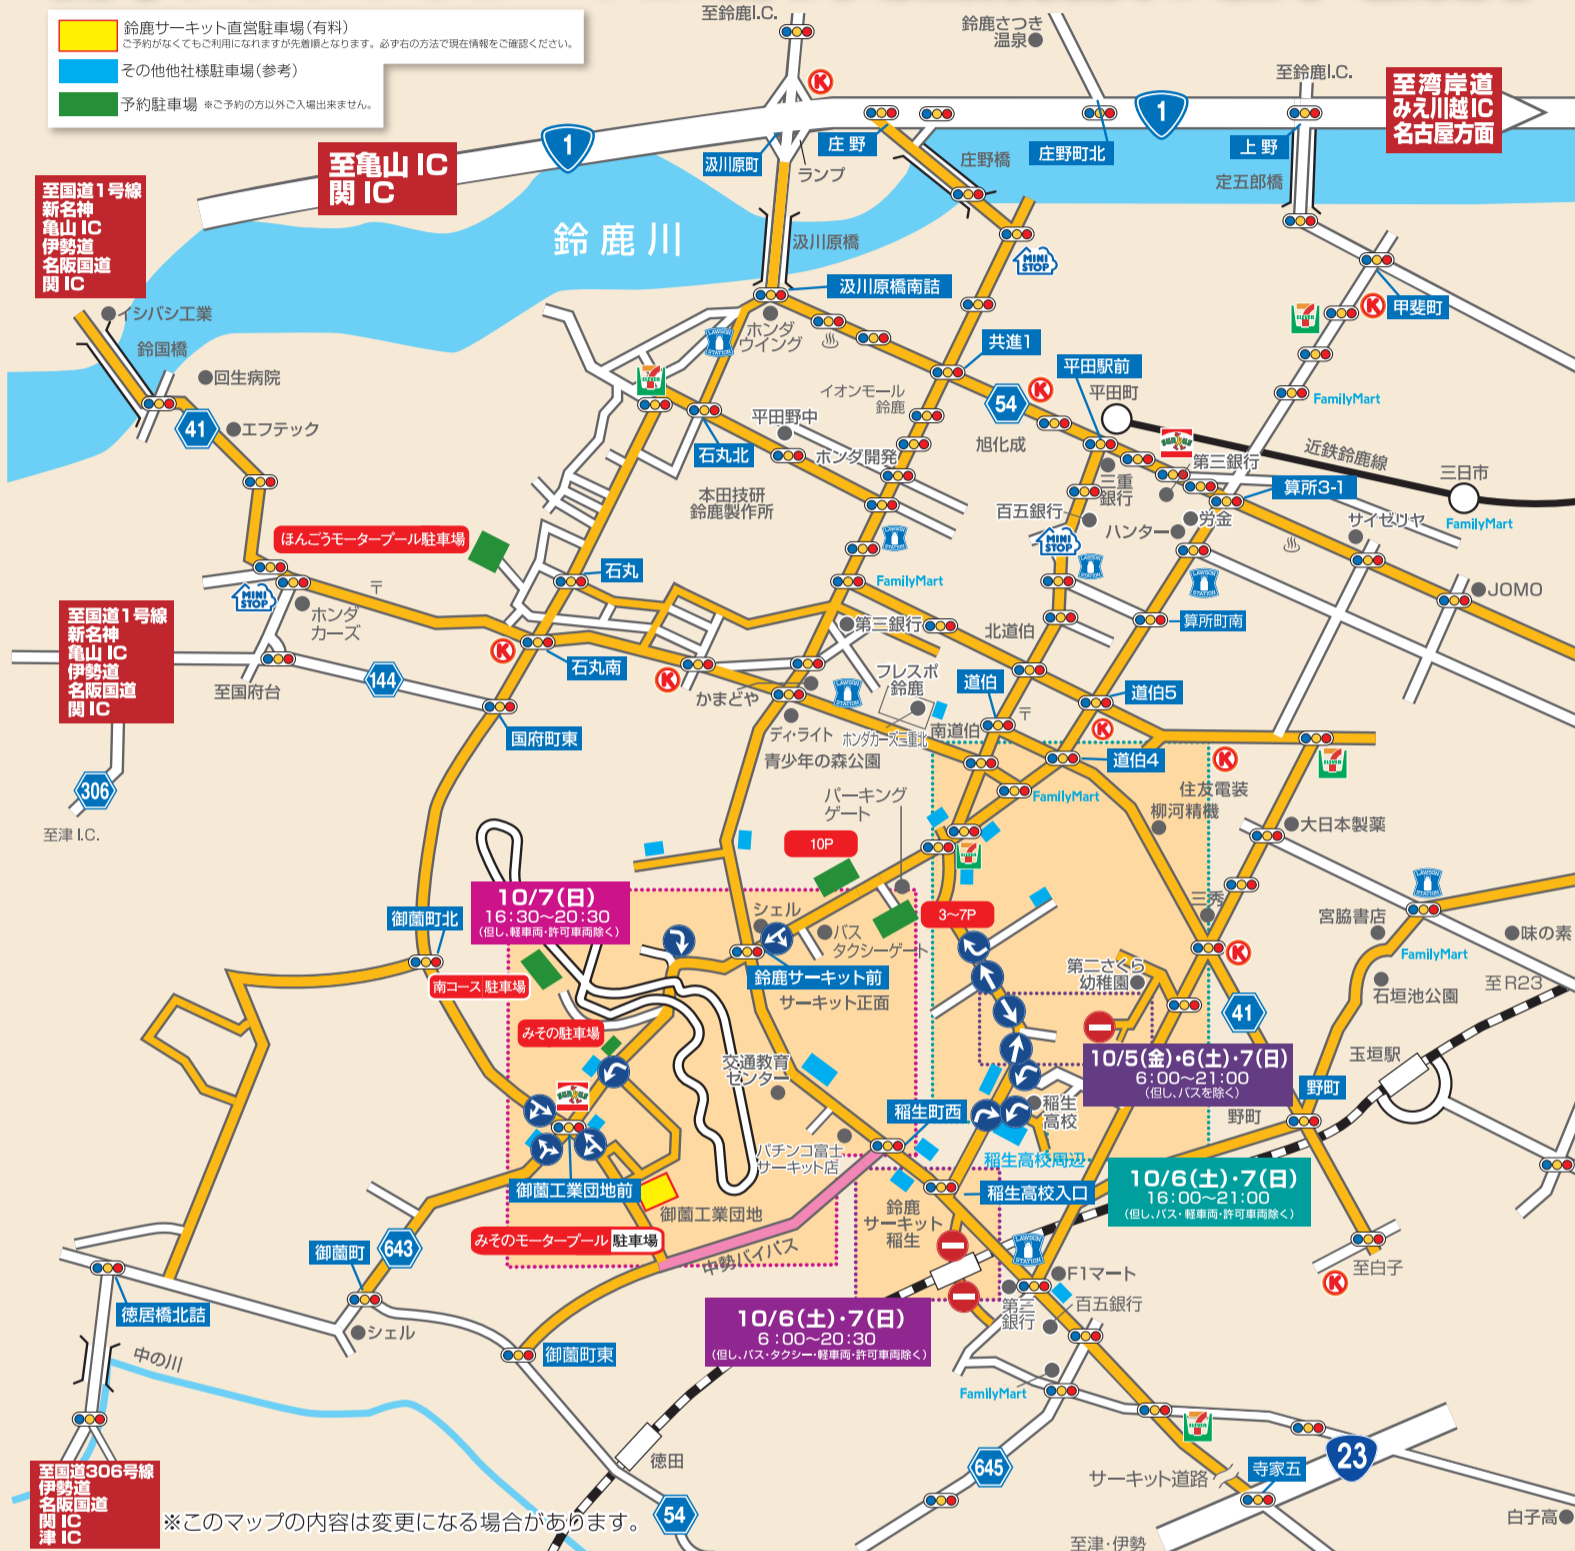 鈴鹿サーキット直営駐車場(有料)
ご予約がなくてもご利用になれますが先着順となります。必ず右の方法で現在情報をご確認ください。
その他他社様駐車場(参考)
予約駐車場 ※ご予約の方以外ご入場出来ません。
至鈴鹿I.C.
鈴鹿さつき
温泉
至鈴鹿I.C.
至湾岸道
みえ川越IC
名古屋方面
1
1
至亀山 IC
関 IC
汲川原町
ランプ
庄 野
庄野橋
庄野町北
上 野
定五郎橋
至国道1号線
新名神
亀山 IC
伊勢道
名阪国道
関 IC
鈴 鹿 川
汲川原橋
MINI
STOP
汲川原橋南詰
甲斐町
イシバシ工業
鈴国橋
LAWSON
STATION
ホンダ
ウイング
共進1
平田駅前
平田町
FamilyMart
回生病院
41
エフテック
イオンモール
鈴鹿
54
旭化成
平田野中
石丸北
ホンダ開発
近鉄鈴鹿線
第三銀行
三日市
三重
銀行
算所3-1
本田技研
鈴鹿製作所
百五銀行
ハンター
労金
サイゼリヤ
FamilyMart
MINI
STOP
ほんごうモータープール駐車場
石丸
FamilyMart
JOMO
MINI
STOP
〒
ホンダ
カーズ
第三銀行
北道伯
算所町南
至国道1号線
新名神
亀山 IC
伊勢道
名阪国道
関 IC
144
至国府台
石丸南
かまどや
フレスポ
鈴鹿
道伯
道伯5
〒
国府町東
ディ・ライト
ホンダカーズ三重北
南道伯
青少年の森公園
道伯4
306
至津 I.C.
パーキング
ゲート
FamilyMart
住友電装
柳河精機
大日本製薬
10P
10/7(日)
16:30〜20:30
(但し、軽車両・許可車両除く)
シェル
バス
タクシーゲート
3〜7P
三秀
宮脇書店
味の素
FamilyMart
御薗町北
南コース 駐車場
鈴鹿サーキット前
サーキット正面
第二さくら
幼稚園
石垣池公園
至R23
41
みその駐車場
交通教育
センター
10/5(金)・6(土)・7(日)
6:00〜21:00
(但し、バスを除く)
玉垣駅
野町
野町
稲生町西
稲生
高校
パチンコ富士
サーキット店
稲生高校周辺
10/6(土)・7(日)
16:00〜21:00
(但し、バス・軽車両・許可車両除く)
御薗工業団地前
御薗工業団地
鈴鹿
サーキット
稲生
稲生高校入口
御薗町
643
みそのモータープール 駐車場
中勢バイパス
至白子
F1マート
徳居橋北詰
シェル
第三
銀行
百五銀行
10/6(土)・7(日)
6:00〜20:30
(但し、バス・タクシー・軽車両・許可車両除く)
中の川
御薗町東
FamilyMart
徳田
645
サーキット道路
寺家五
23
至国道306号線
伊勢道
名阪国道
関 IC
津 IC
※このマップの内容は変更になる場合があります。
54
至津・伊勢
白子高